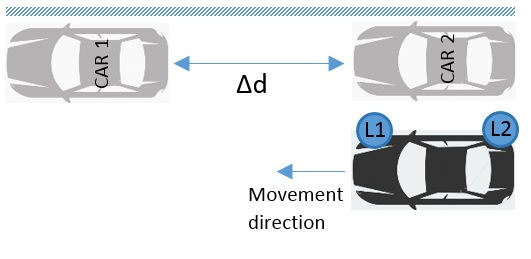 CAR 1
CAR 2
Δd
L1
L2
Movement
direction